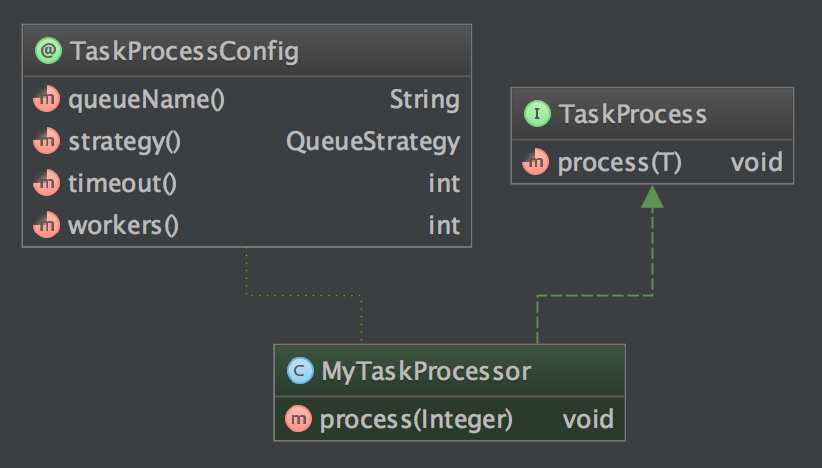 @ TaskProcessConfig
m queueName() String
m strategy() QueueStrategy
m timeout() int
m workers() int
I TaskProcess
m process(T) void
C MyTaskProcessor
m process(Integer) void